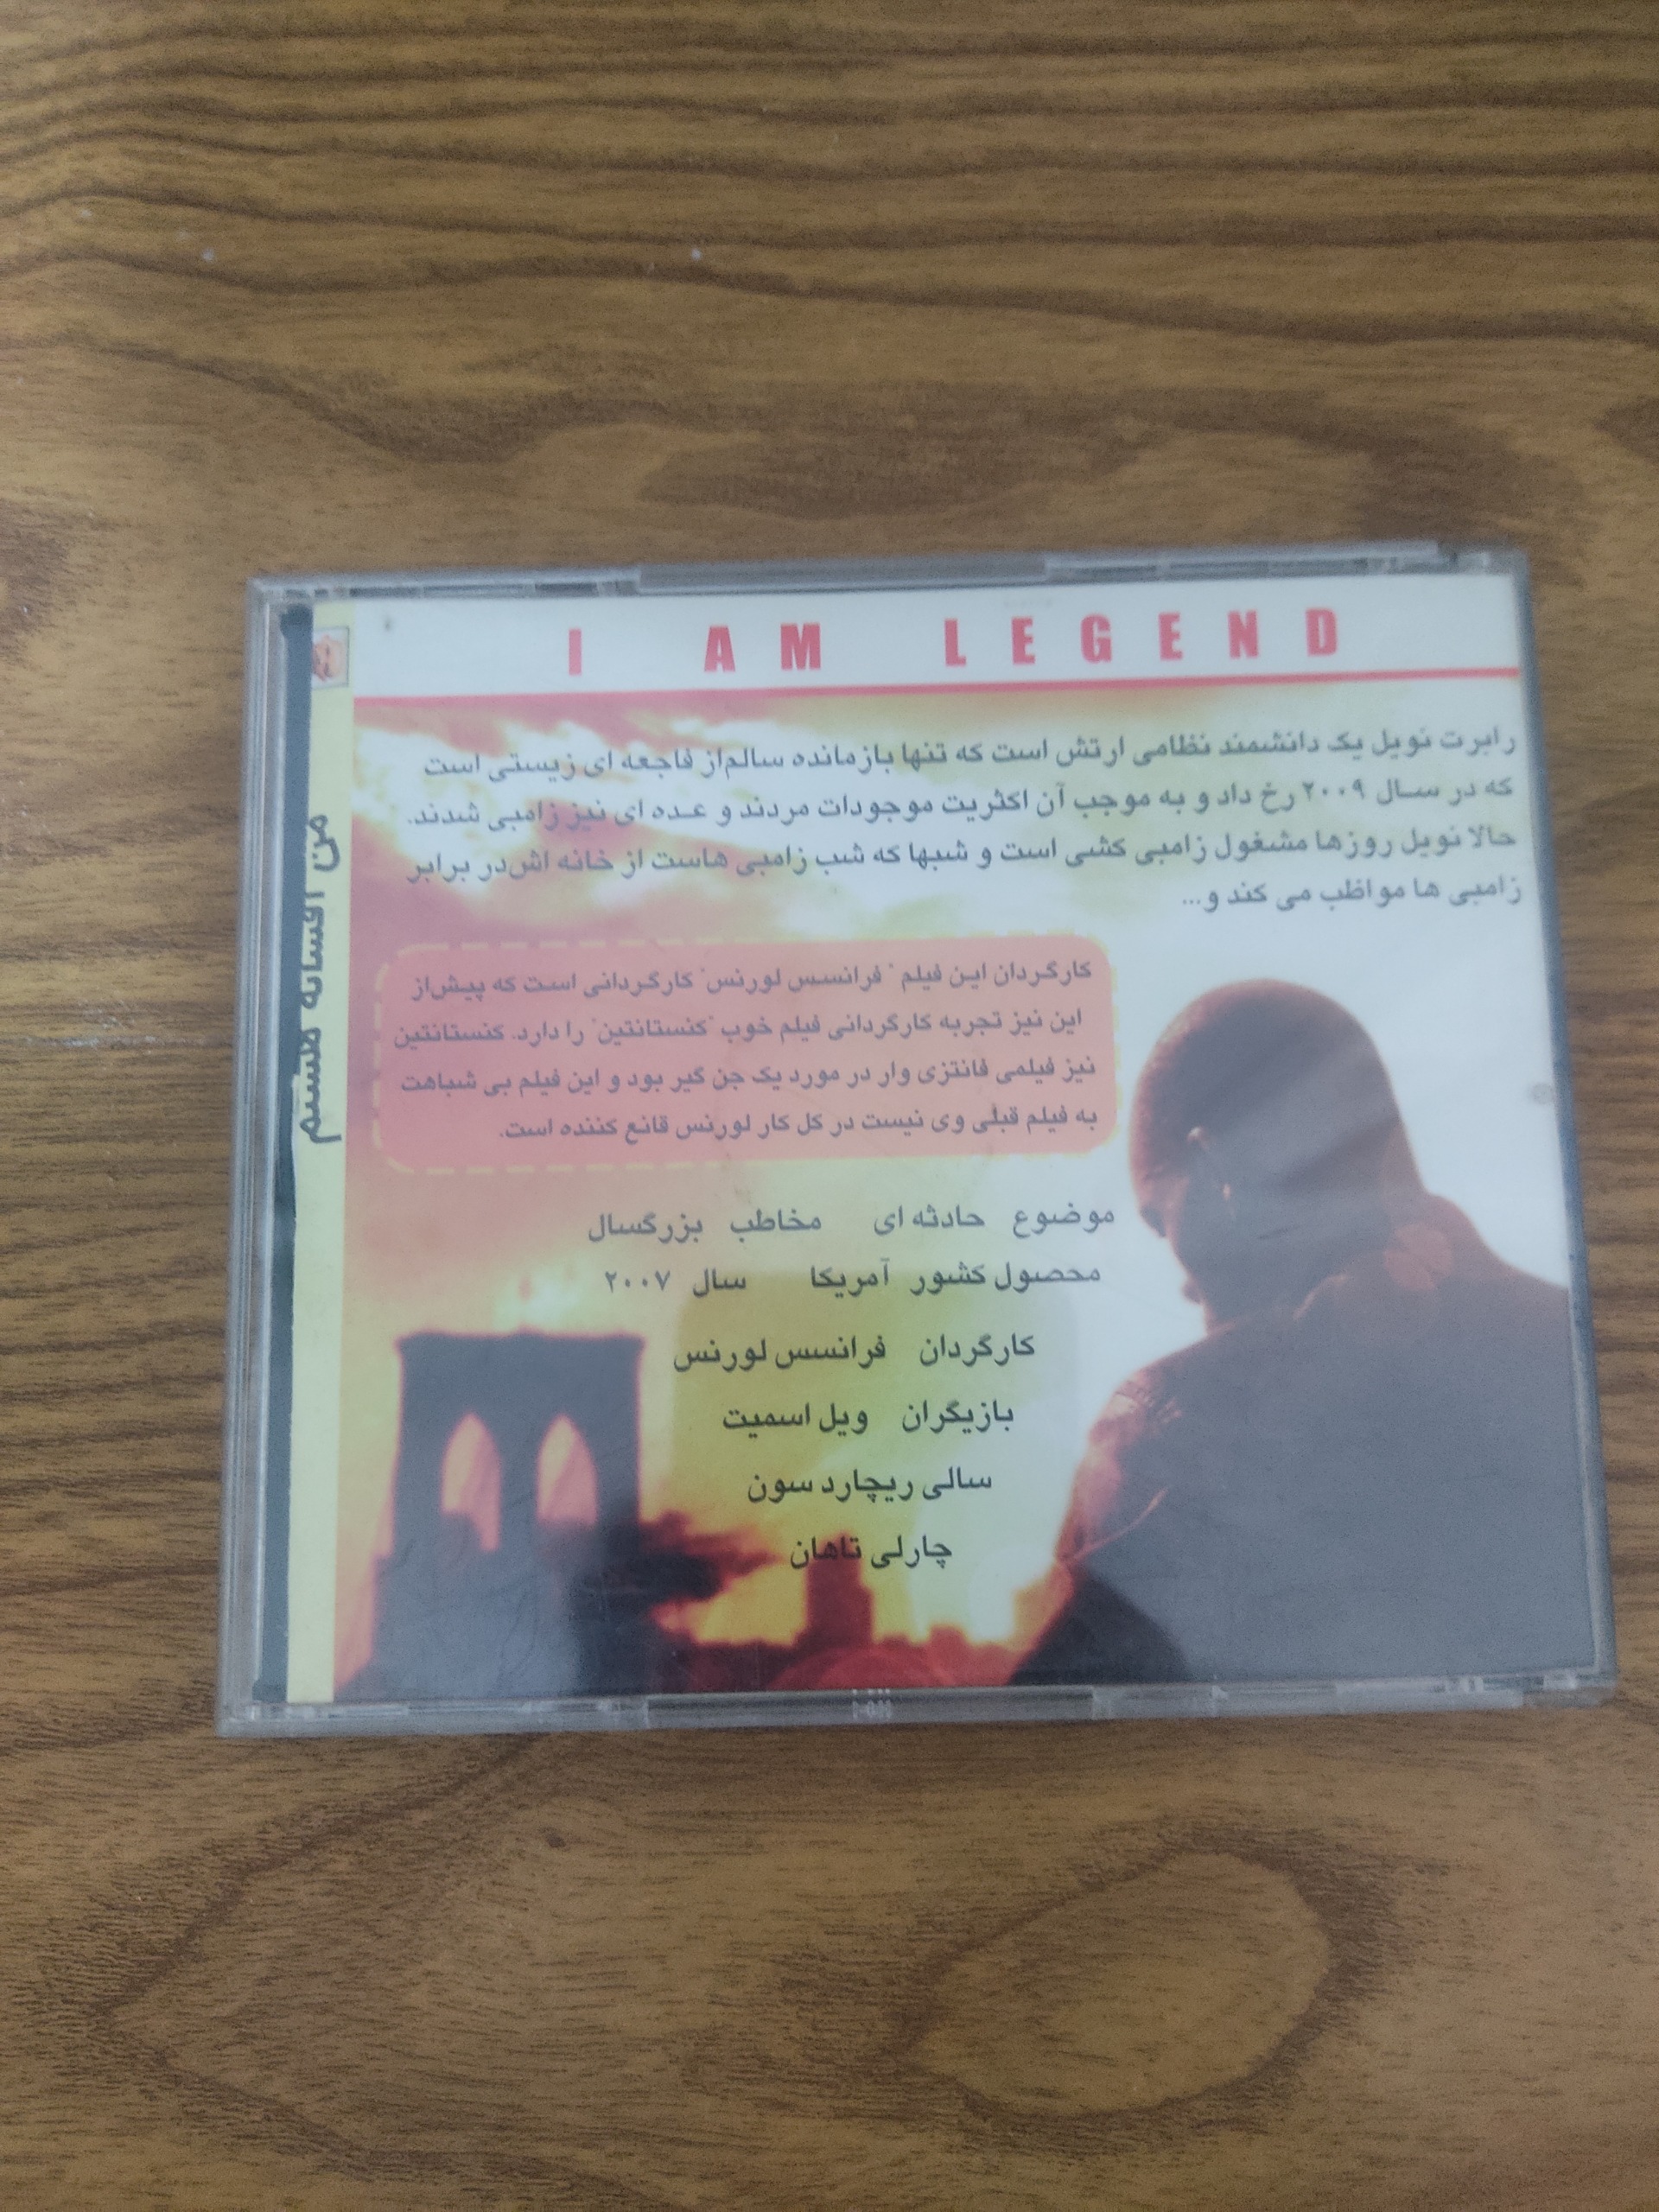 I AM LEGEND
رابرت نویل یک دانشمند نظامی ارتش است که تنها بازمانده سالم از فاجعه ای زیستی است
که در سال ۲۰۰۹ رخ داد و به موجب آن اکثریت موجودات مردند و عده ای نیز زامبی شدند.
حالا نویل روزها مشغول زامبی کشی است و شبها که شب زامبی هاست از خانه اش در برابر
زامبی ها مواظب می کند و...
کارگردان این فیلم "فرانسس لورنس" کارگردانی است که پیش از
این نیز تجربه کارگردانی فیلم خوب "کنستانتین" را دارد. کنستانتین
نیز فیلمی فانتزی وار در مورد یک جن گیر بود و این فیلم بی شباهت
به فیلم قبلی وی نیست در کل کار لورنس قانع کننده است.
موضوع حادثه ای مخاطب بزرگسال
محصول کشور آمریکا سال ۲۰۰۷
کارگردان فرانسس لورنس
بازیگران ویل اسمیت
سالی ریچارد سون
چارلی تاهان
من افسانه هستم